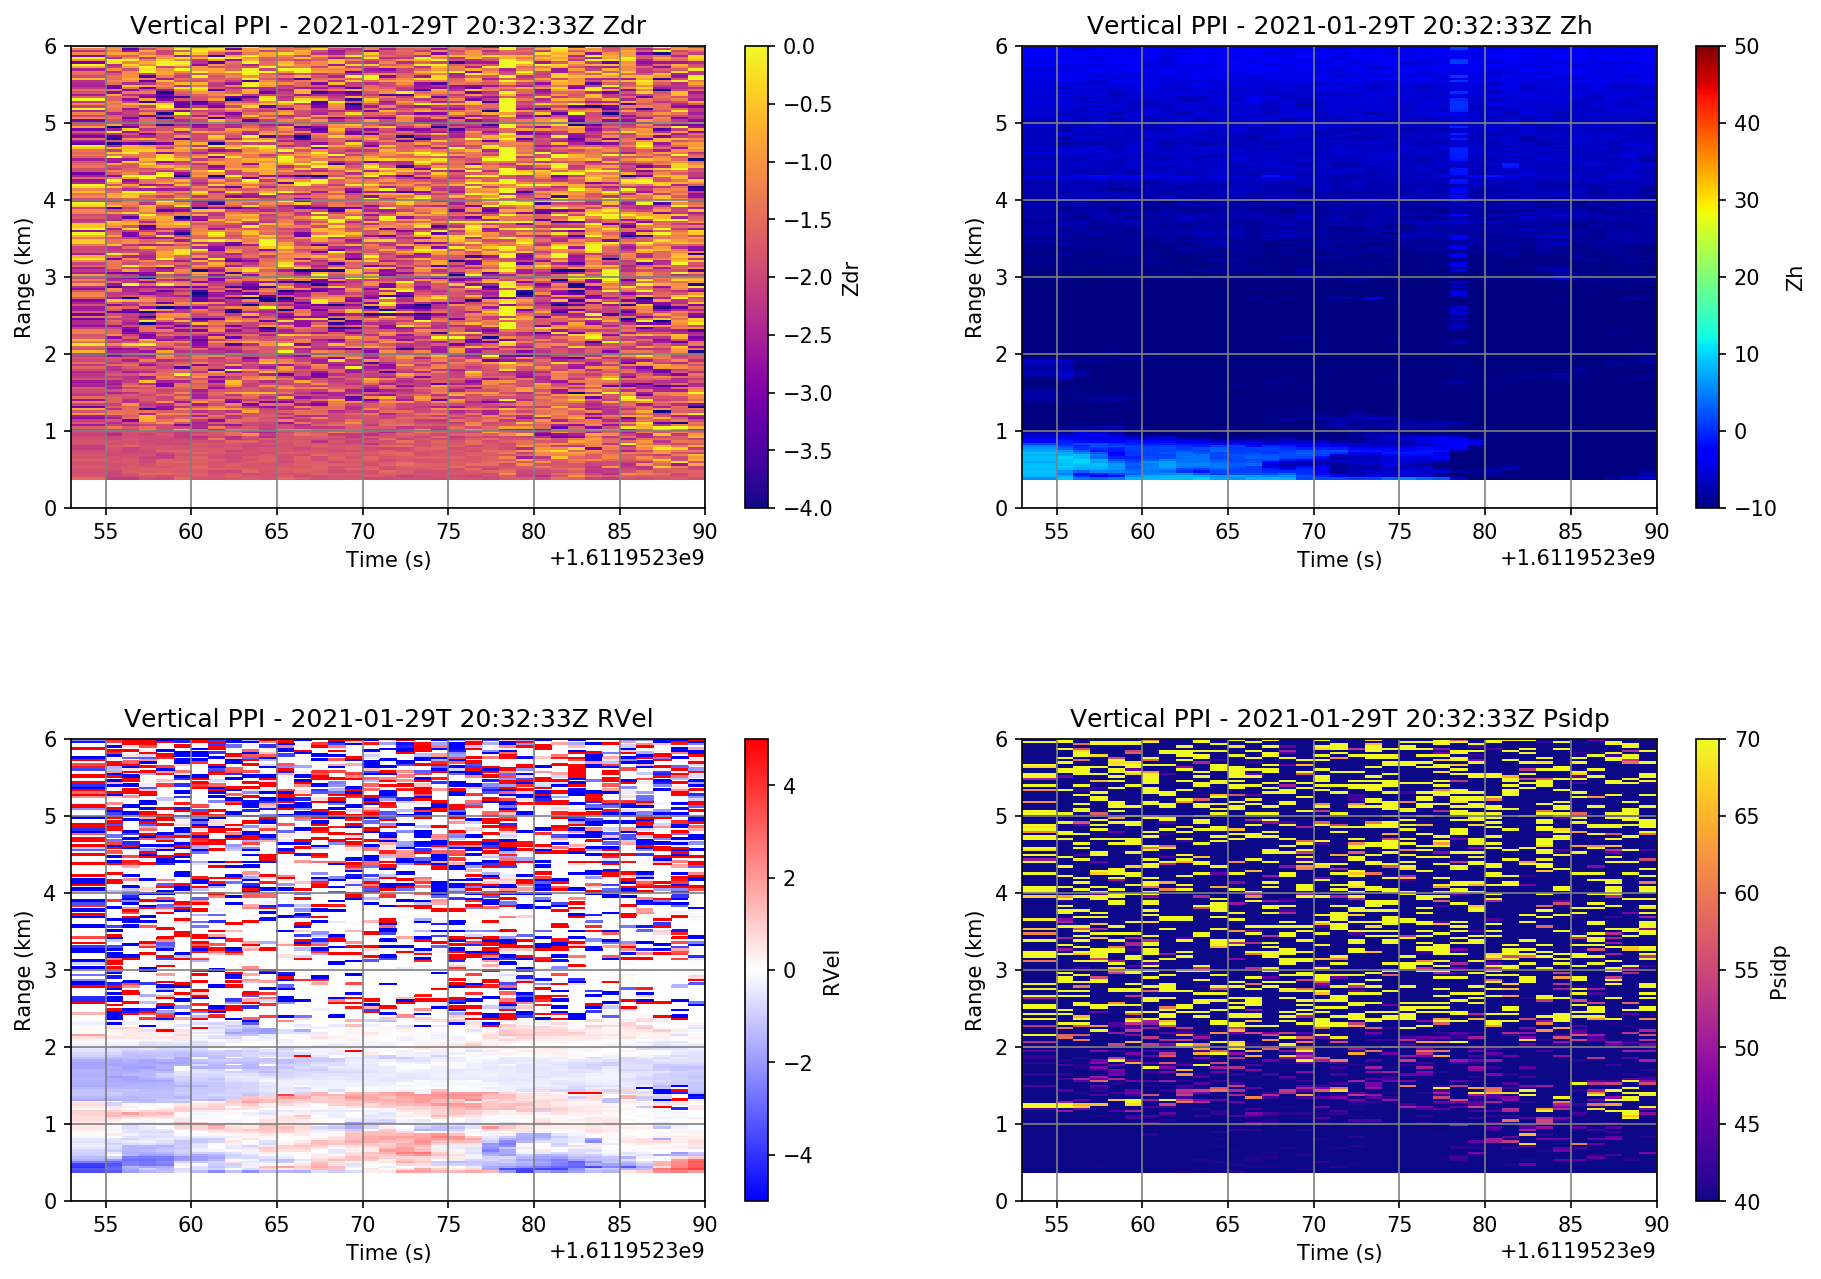 Vertical PPI - 2021-01-29T 20:32:33Z Zdr
Range (km)
6
5
4
3
2
1
0
55 60 65 70 75 80 85 90
Time (s)
+1.6119523e9
0.0
−0.5
−1.0
−1.5
−2.0
−2.5
−3.0
−3.5
−4.0
Zdr
Vertical PPI - 2021-01-29T 20:32:33Z Zh
Range (km)
6
5
4
3
2
1
0
55 60 65 70 75 80 85 90
Time (s)
+1.6119523e9
50
40
30
20
10
0
−10
Zh
Vertical PPI - 2021-01-29T 20:32:33Z RVel
Range (km)
6
5
4
3
2
1
0
55 60 65 70 75 80 85 90
Time (s)
+1.6119523e9
4
2
0
−2
−4
RVel
Vertical PPI - 2021-01-29T 20:32:33Z Psidp
Range (km)
6
5
4
3
2
1
0
55 60 65 70 75 80 85 90
Time (s)
+1.6119523e9
70
65
60
55
50
45
40
Psidp